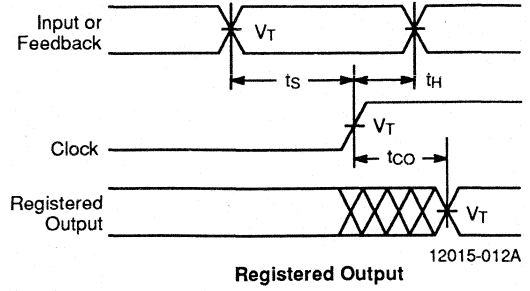 Input or
Feedback
VT
tS
tH
Clock
VT
tCO
Registered
Output
VT
12015-012A
Registered Output